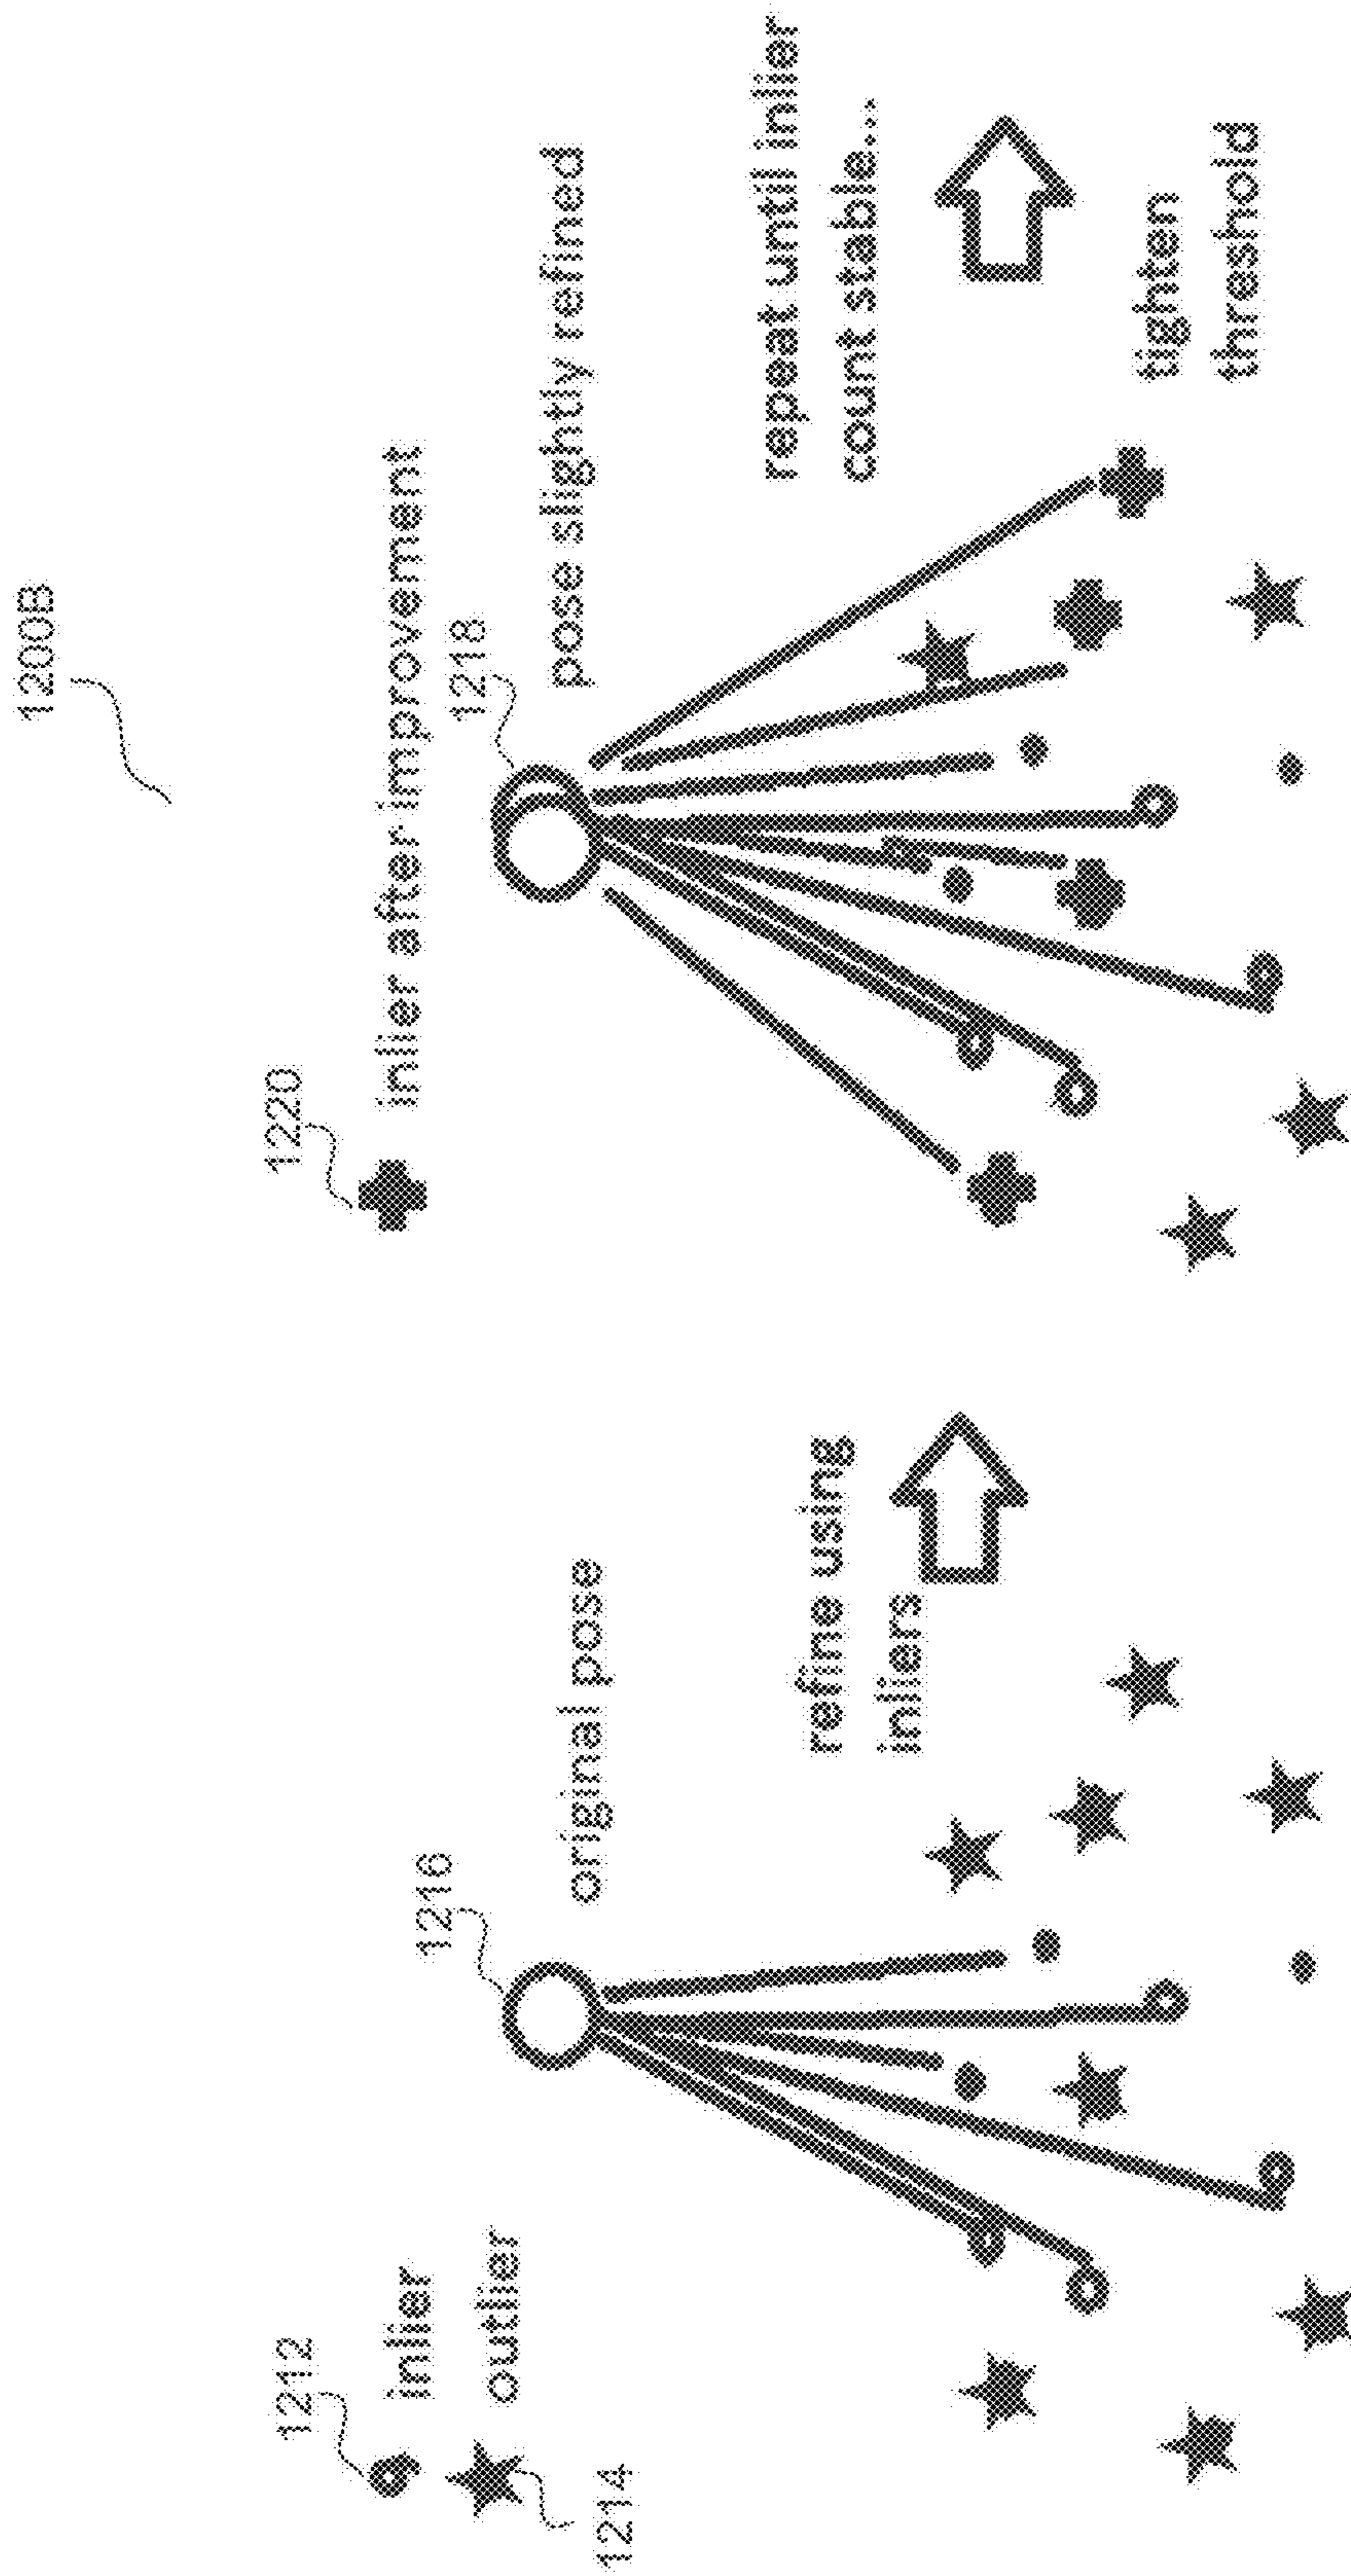 1200B
1212
inlier
outlier
1214
1216
original pose
refine using
inliers
1220
inlier after improvement
1218
pose slightly refined
repeat until inlier
count stable...
tighten
threshold